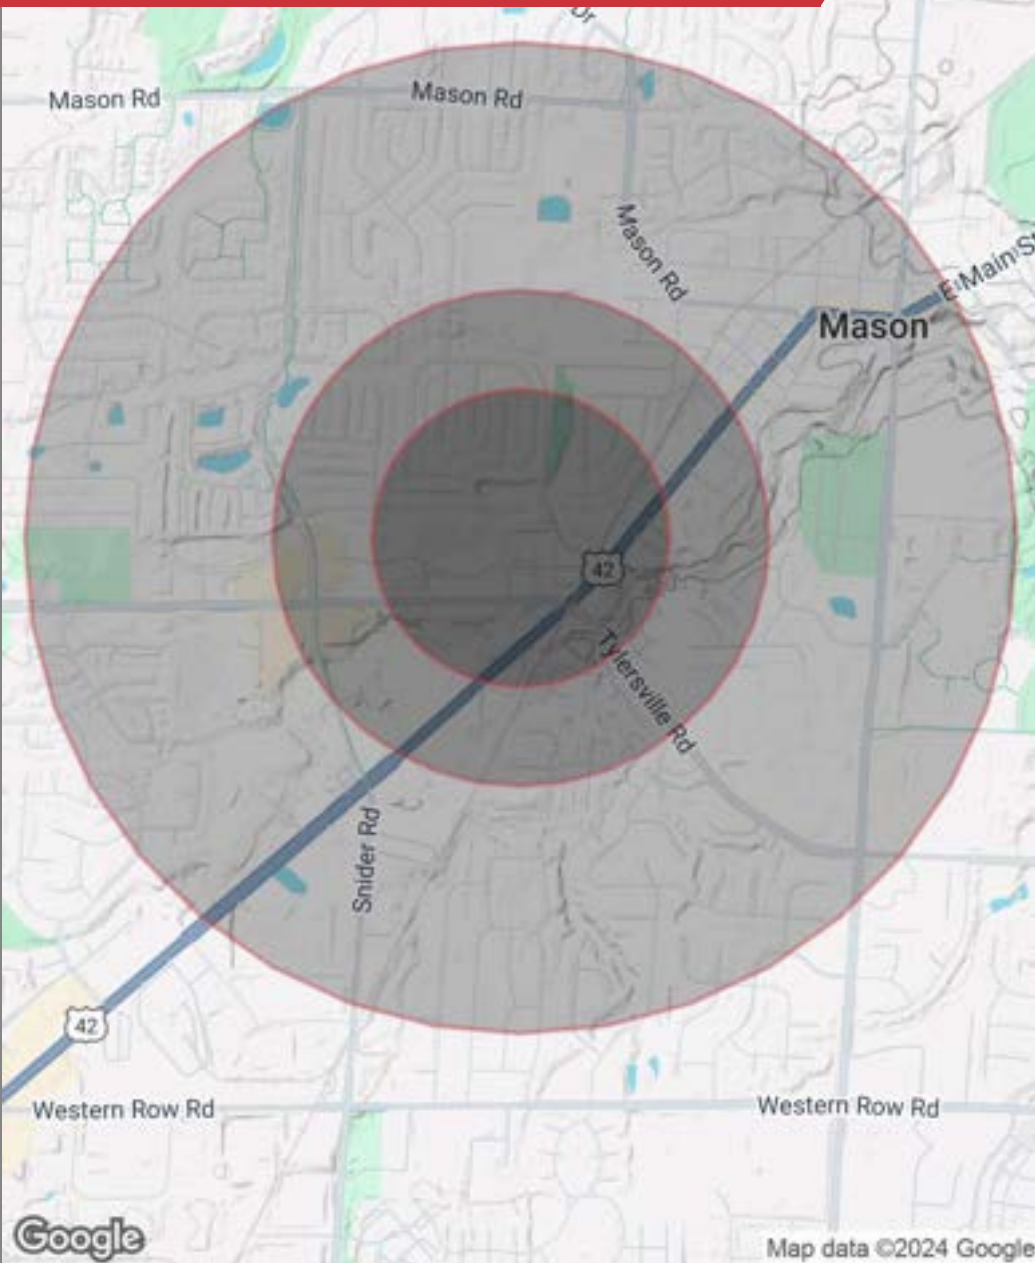 Dr
Mason Rd
Mason Rd
Mason Rd
E Main St
Mason
42
Tylersville Rd
Snider Rd
42
Western Row Rd
Western Row Rd
Google
Map data ©2024 Google